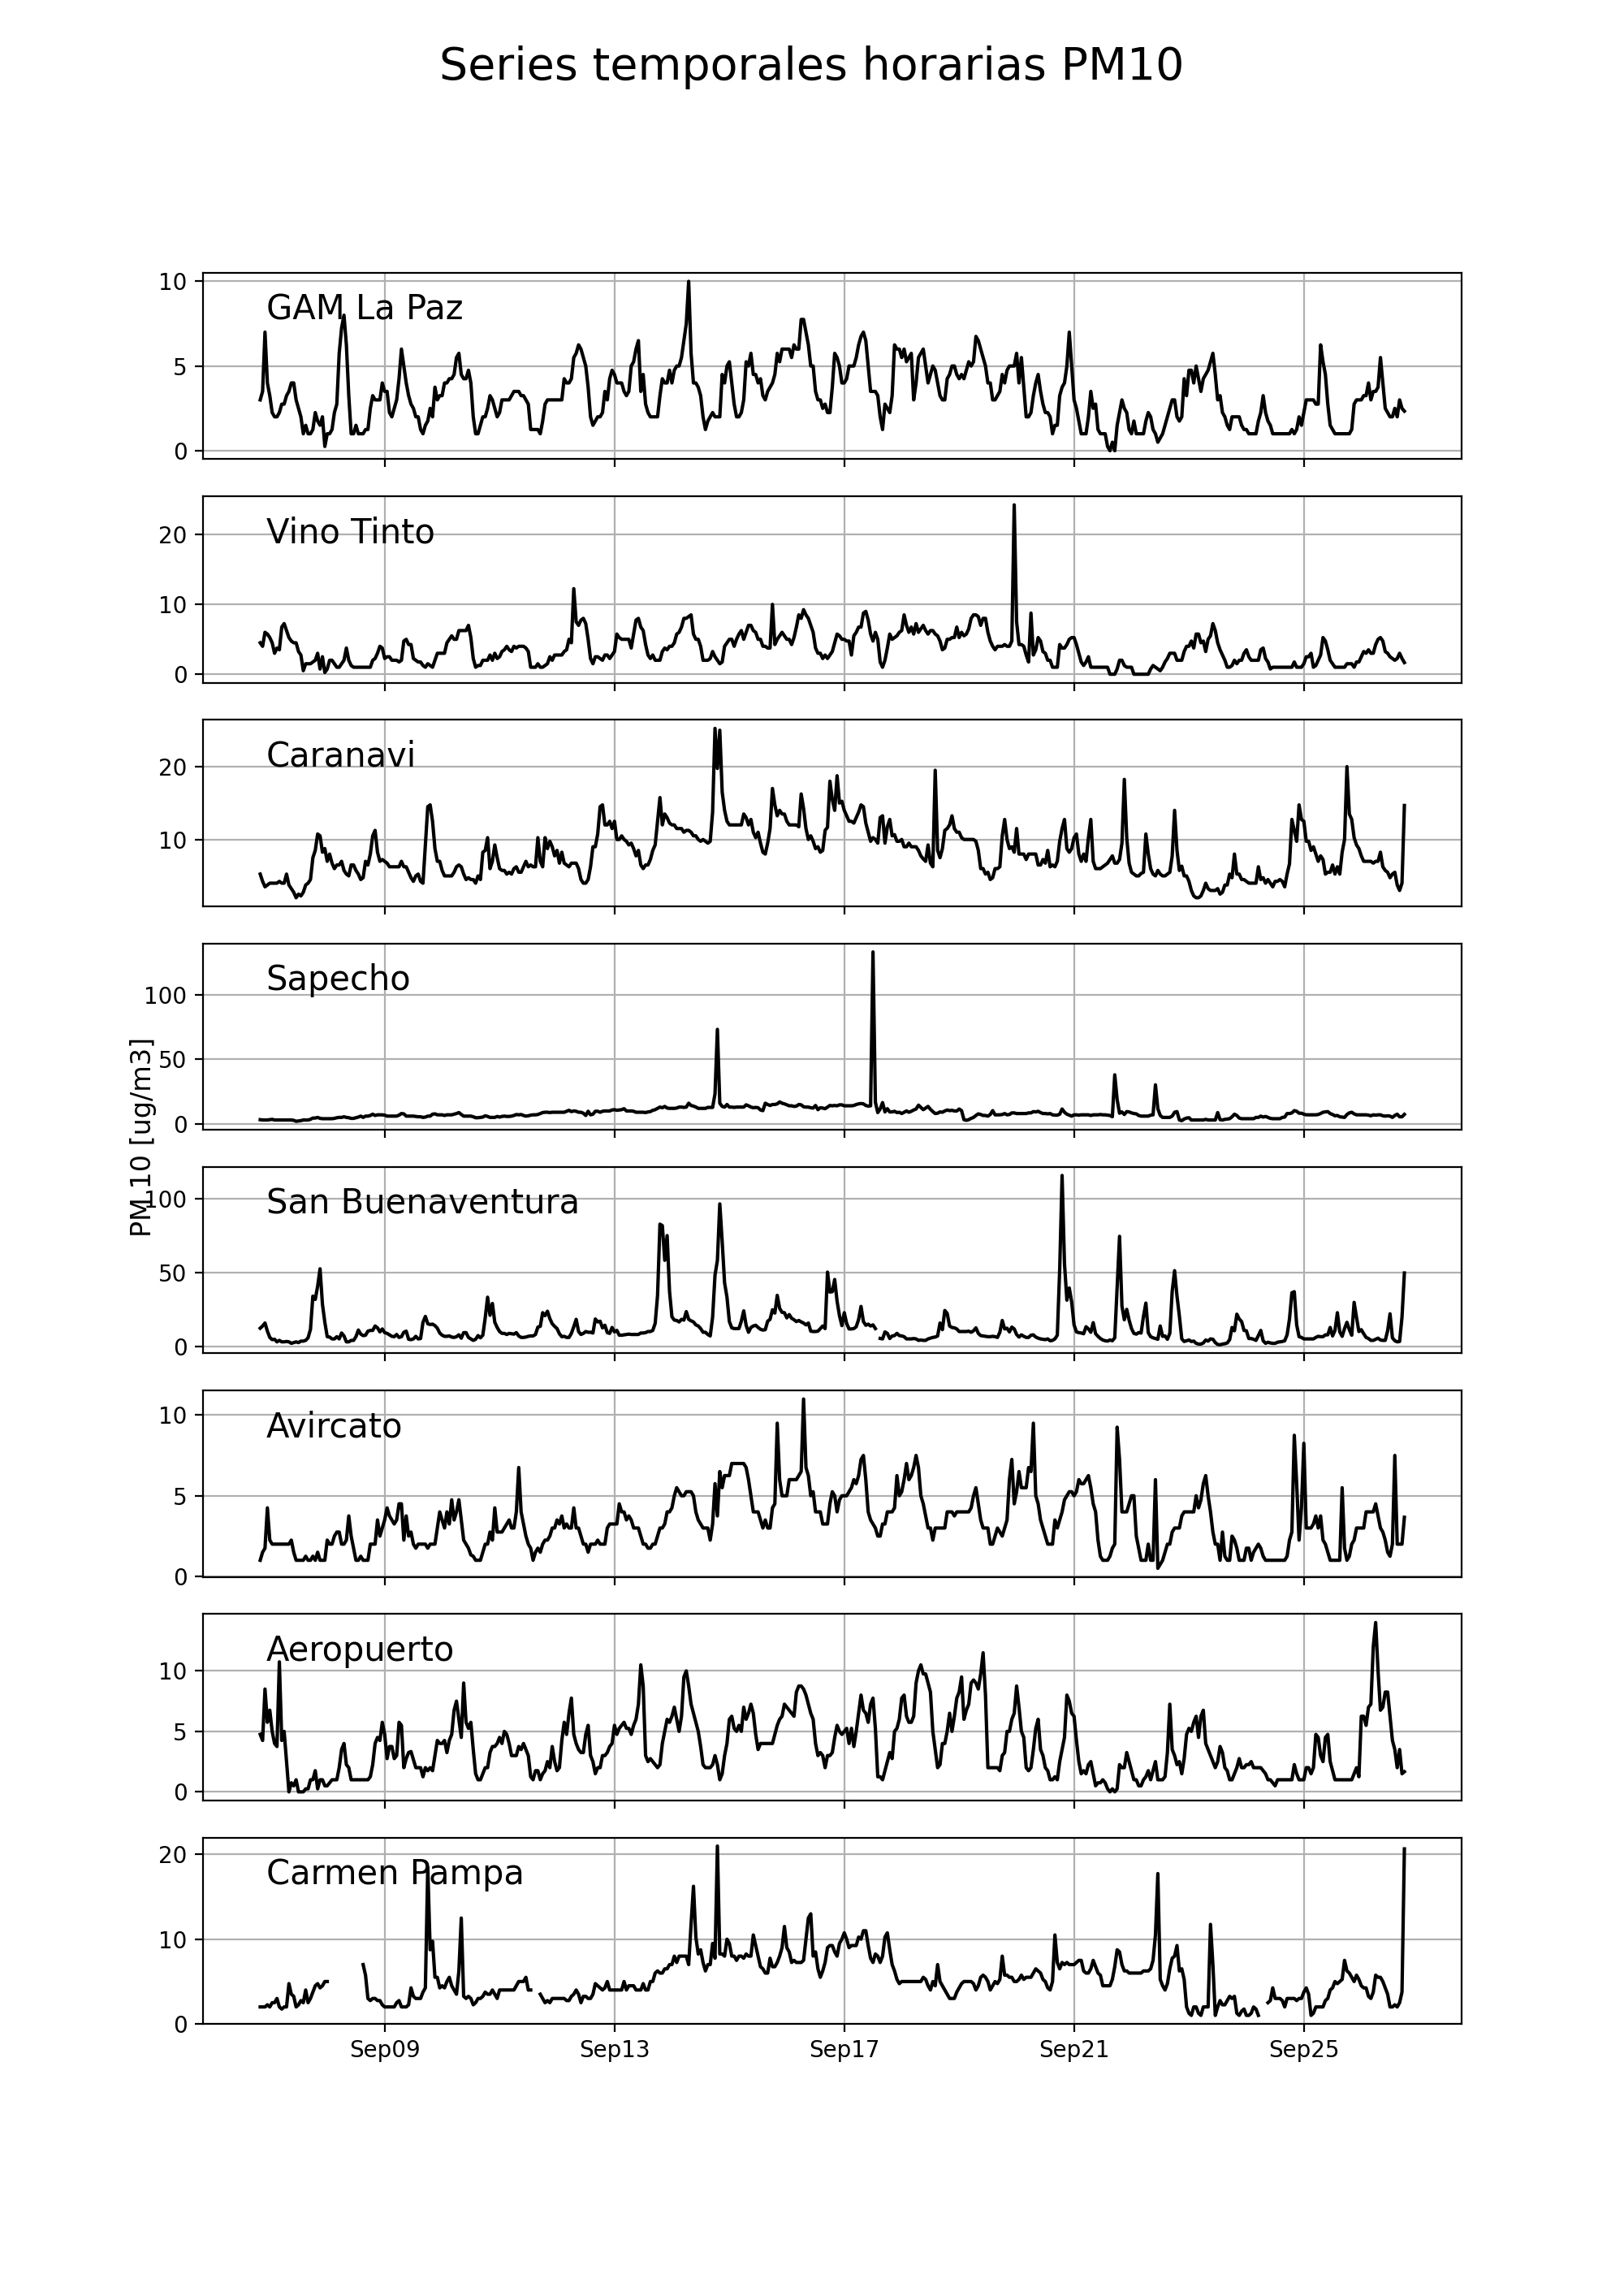 Series temporales horarias PM10
10
GAM La Paz
5
0
20
Vino Tinto
10
0
Caranavi
20
10
Sapecho
100
50
0
PM 10 [ug/m3]
100
San Buenaventura
50
0
10
Avircato
5
0
Aeropuerto
10
5
0
20
Carmen Pampa
10
0
Sep09 Sep13 Sep17 Sep21 Sep25